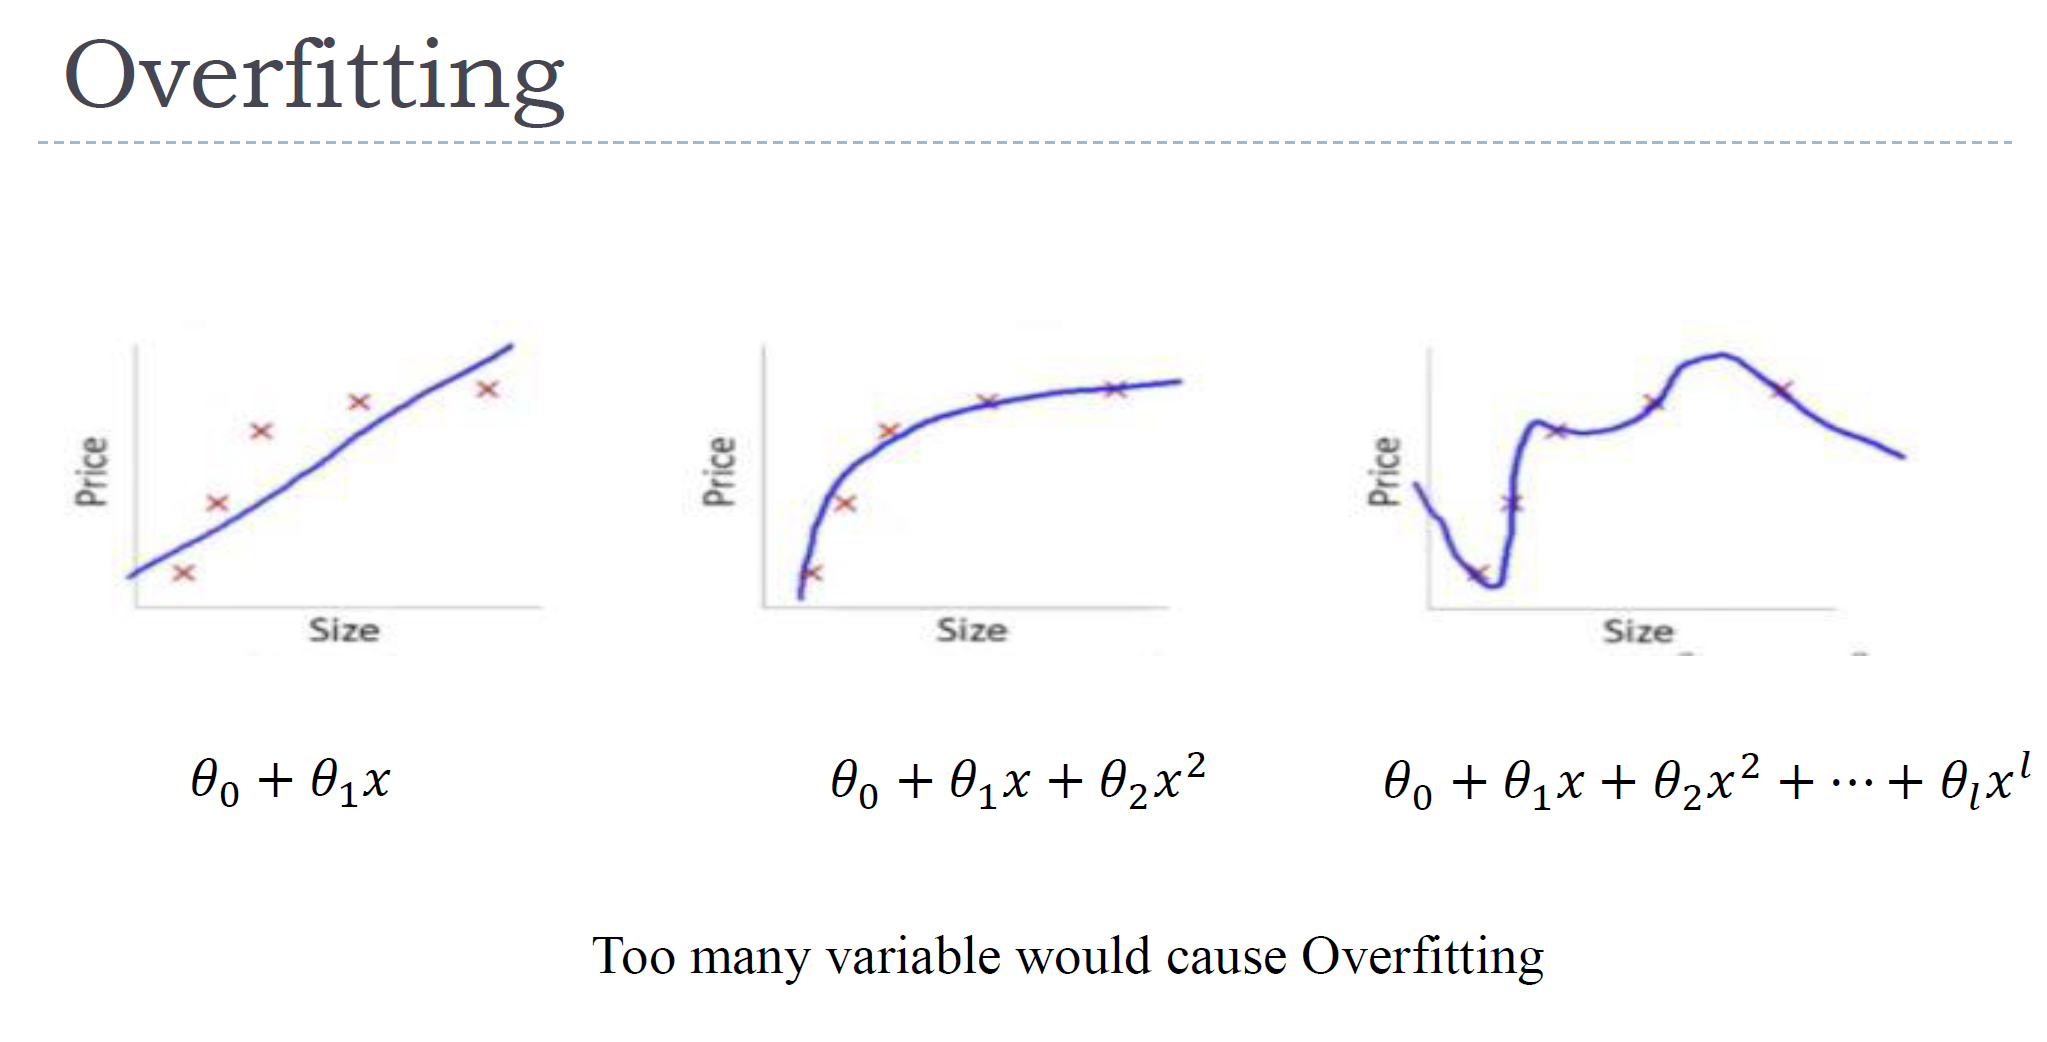 Overfitting
Price
Size
Price
Size
Price
Size
θ₀ + θ₁x
θ₀ + θ₁x + θ₂x²
θ₀ + θ₁x + θ₂x² + ⋯ + θₗxˡ
Too many variable would cause Overfitting